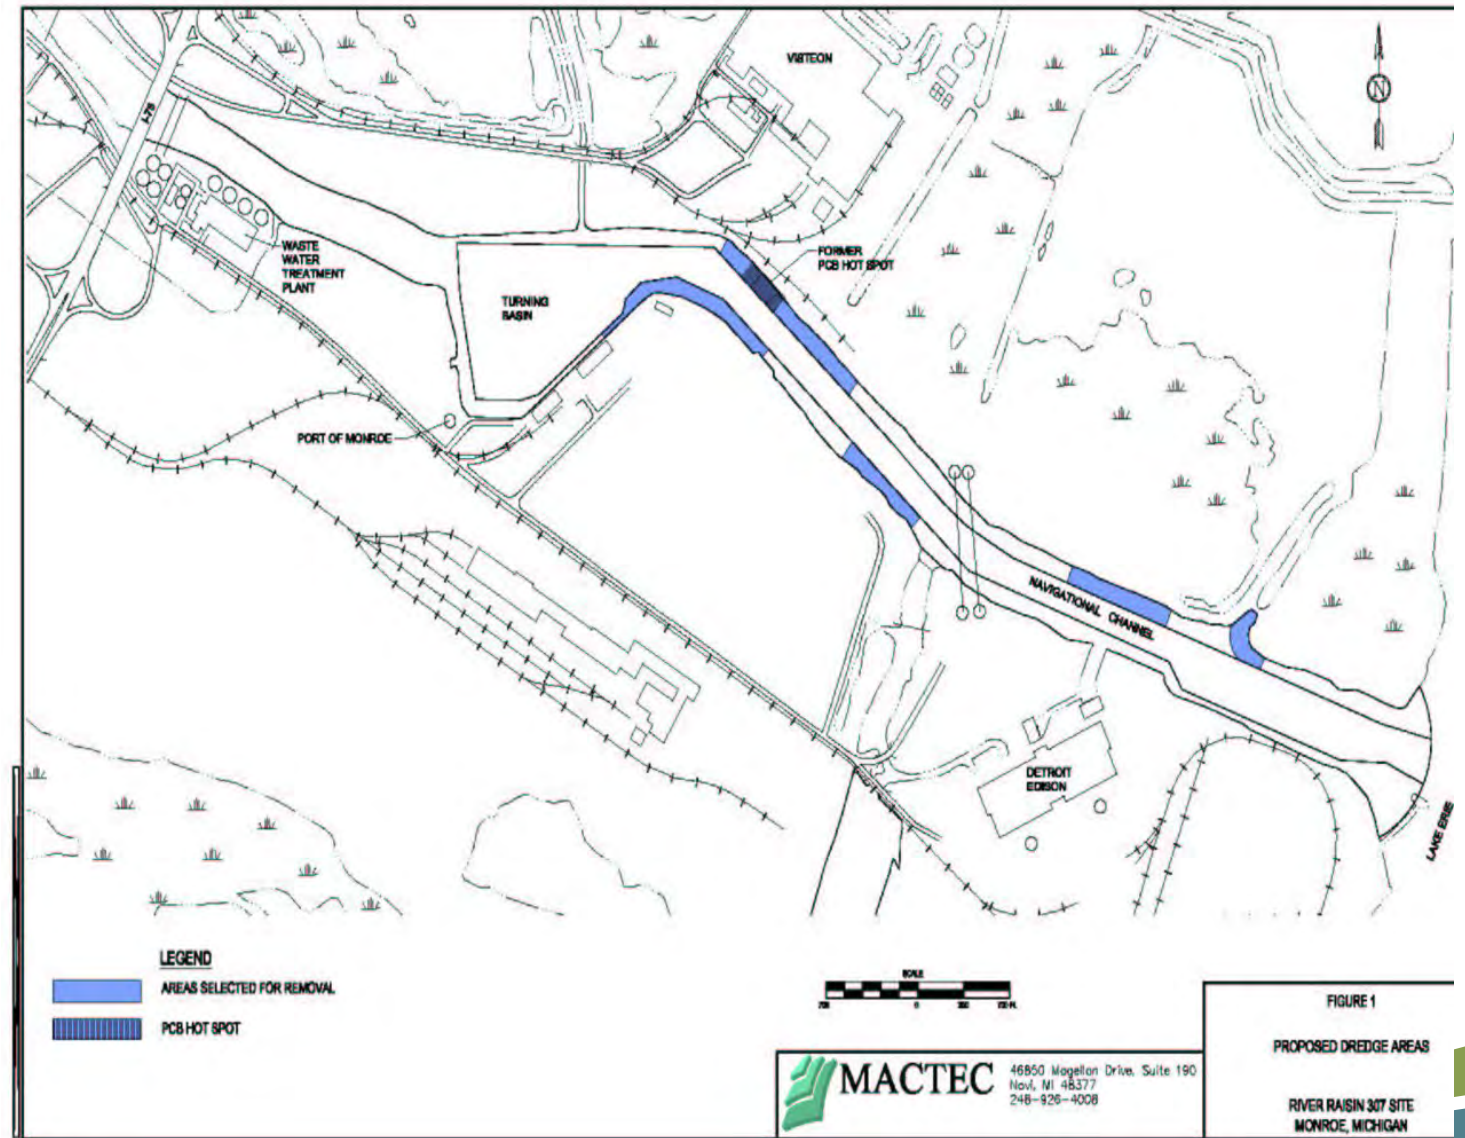 VISTEON
N
I-75
WASTE
WATER
TREATMENT
PLANT
FORMER
PCB HOT SPOT
TURNING
BASIN
PORT OF MONROE
NAVIGATIONAL CHANNEL
DETROIT
EDISON
LAKE ERIE
LEGEND
AREAS SELECTED FOR REMOVAL
PCB HOT SPOT
SCALE
0
FIGURE 1
PROPOSED DREDGE AREAS
RIVER RAISIN 307 SITE
MONROE, MICHIGAN
MACTEC
46850 Magellan Drive, Suite 190
Novi, MI 48377
248-926-4008